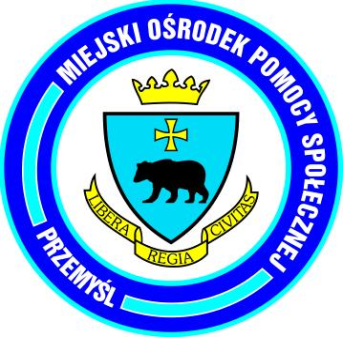 MIEJSKI OŚRODEK POMOCY SPOŁECZNEJ
PRZEMYŚL
LIBERA REGIA CIVITAS